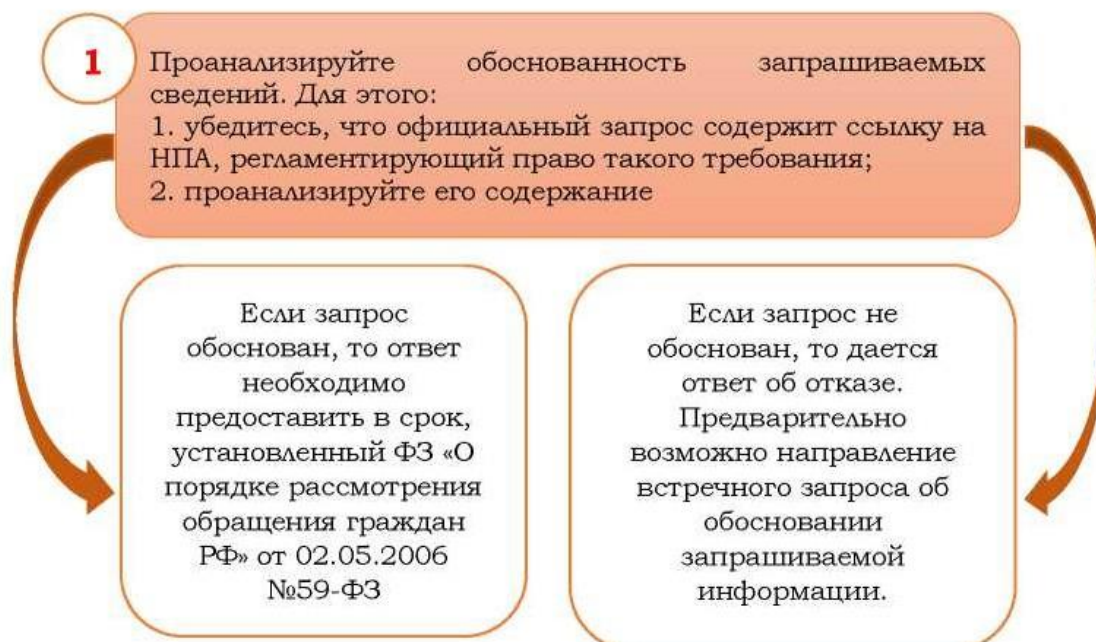 1
Проанализируйте обоснованность запрашиваемых
сведений. Для этого:
1. убедитесь, что официальный запрос содержит ссылку на
НПА, регламентирующий право такого требования;
2. проанализируйте его содержание
Если запрос
обоснован, то ответ
необходимо
предоставить в срок,
установленный ФЗ «О
порядке рассмотрения
обращения граждан
РФ» от 02.05.2006
№59-ФЗ
Если запрос не
обоснован, то дается
ответ об отказе.
Предварительно
возможно направление
встречного запроса об
обосновании
запрашиваемой
информации.